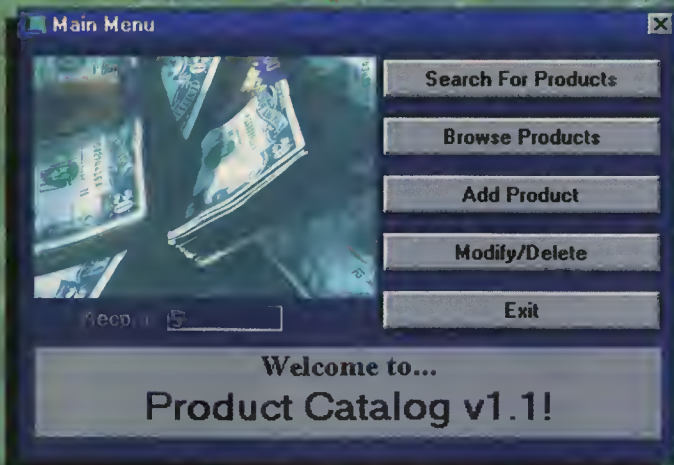 Main Menu
Search For Products
Browse Products
Add Product
Modify/Delete
Exit
Welcome to...
Product Catalog v1.1!